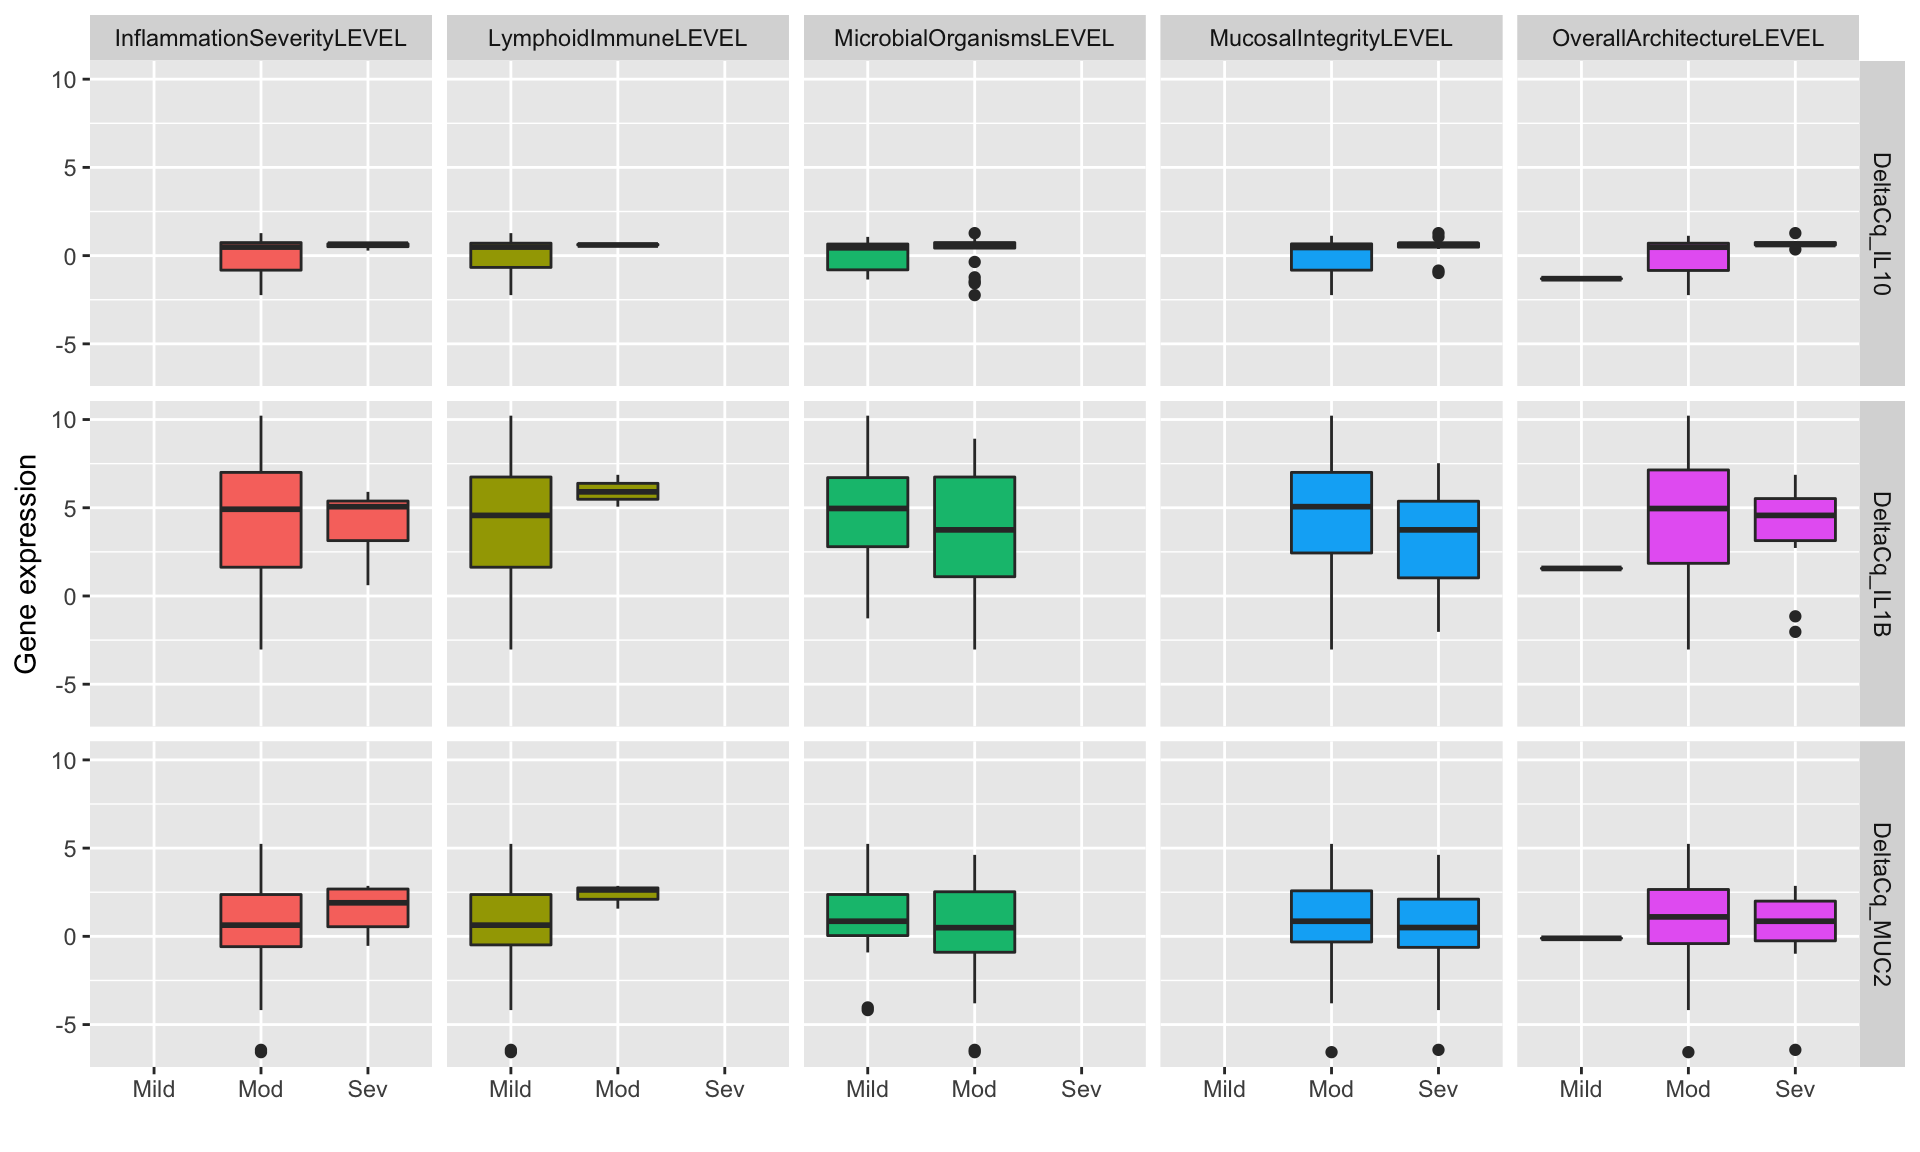 InflammationSeverityLEVEL LymphoidImmuneLEVEL MicrobialOrganismsLEVEL MucosalIntegrityLEVEL OverallArchitectureLEVEL
10
5
0
-5
DeltaCq_IL10
10
5
0
-5
DeltaCq_IL1B
Gene expression
10
5
0
-5
DeltaCq_MUC2
Mild Mod Sev Mild Mod Sev Mild Mod Sev Mild Mod Sev Mild Mod Sev